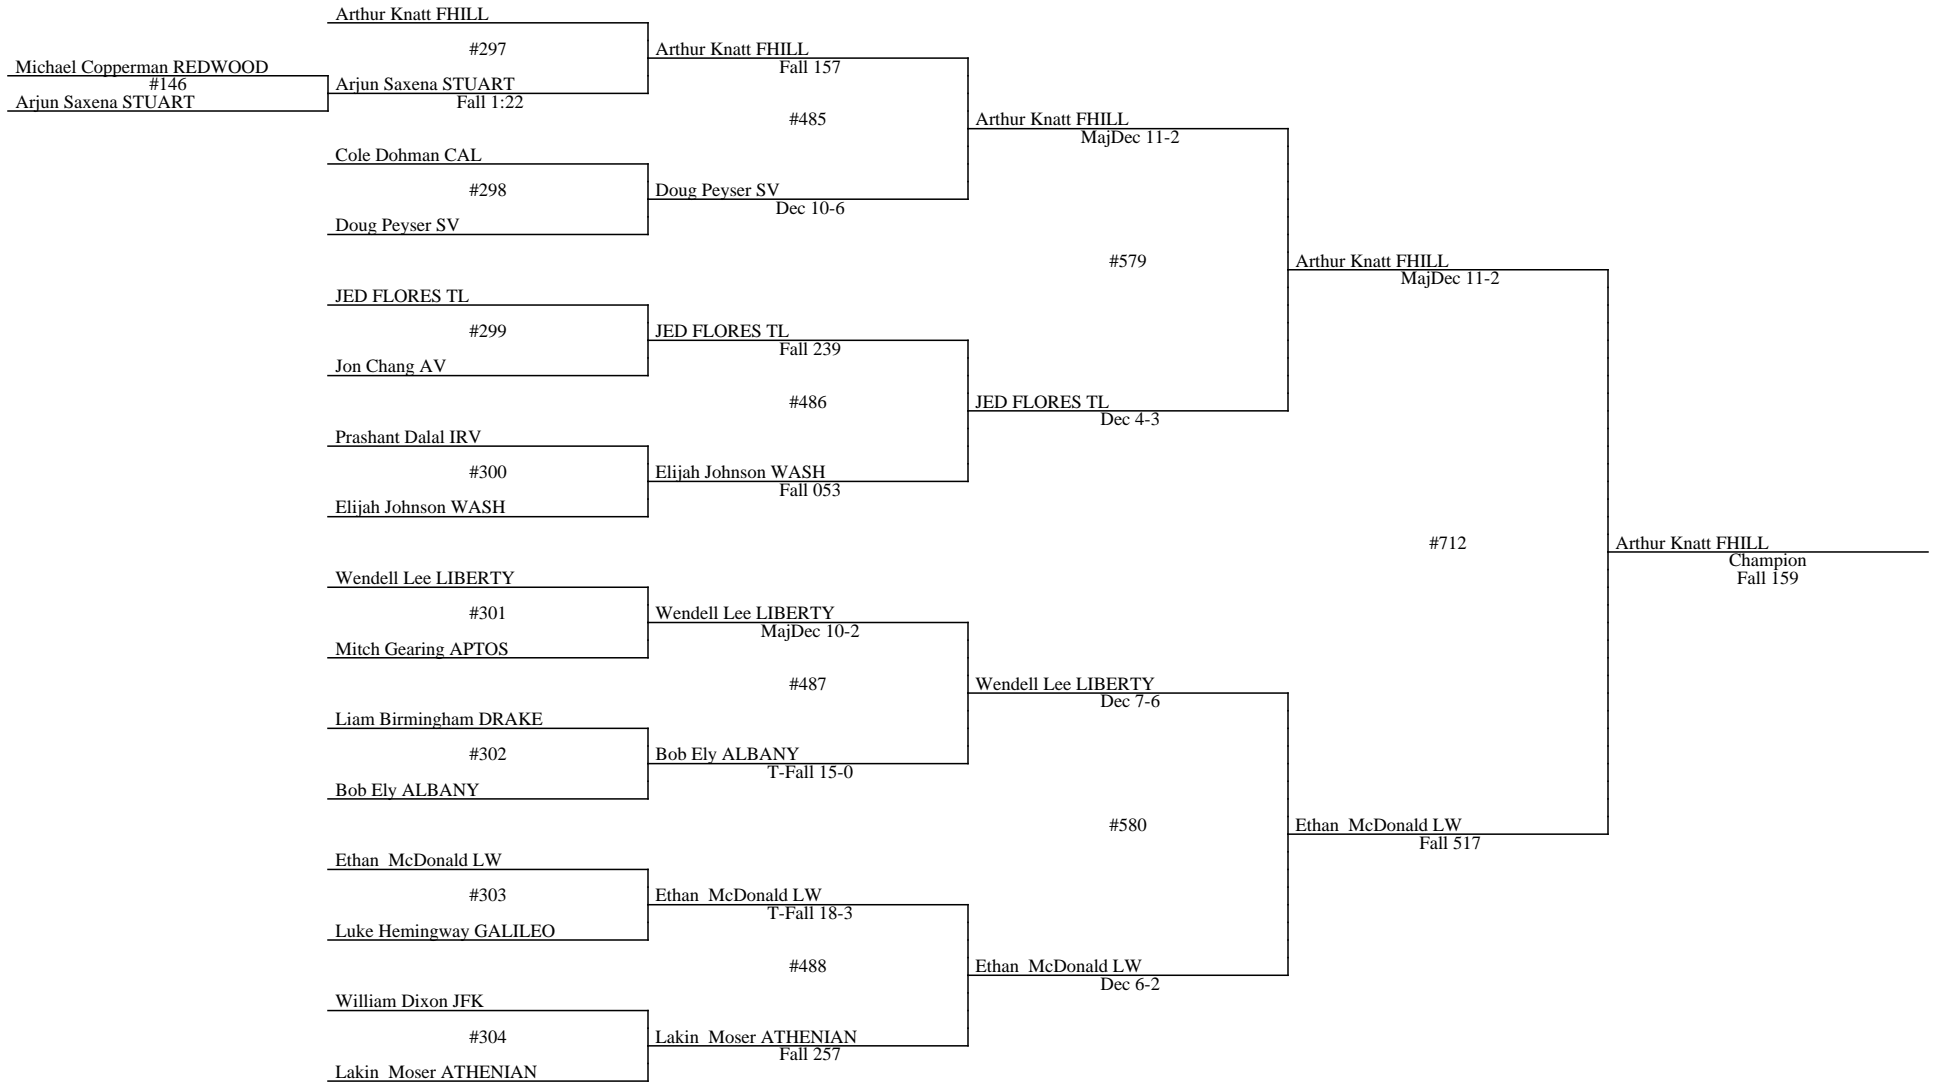 Arthur Knatt FHILL
#297
Arthur Knatt FHILL
Fall 157
Michael Copperman REDWOOD
#146
Arjun Saxena STUART
Arjun Saxena STUART
Fall 1:22
#485
Arthur Knatt FHILL
MajDec 11-2
Cole Dohman CAL
#298
Doug Peyser SV
Dec 10-6
Doug Peyser SV
#579
Arthur Knatt FHILL
MajDec 11-2
JED FLORES TL
#299
JED FLORES TL
Fall 239
Jon Chang AV
#486
JED FLORES TL
Dec 4-3
Prashant Dalal IRV
#300
Elijah Johnson WASH
Fall 053
Elijah Johnson WASH
#712
Arthur Knatt FHILL
Champion
Fall 159
Wendell Lee LIBERTY
#301
Wendell Lee LIBERTY
MajDec 10-2
Mitch Gearing APTOS
#487
Wendell Lee LIBERTY
Dec 7-6
Liam Birmingham DRAKE
#302
Bob Ely ALBANY
T-Fall 15-0
Bob Ely ALBANY
#580
Ethan  McDonald LW
Fall 517
Ethan  McDonald LW
#303
Ethan  McDonald LW
T-Fall 18-3
Luke Hemingway GALILEO
#488
Ethan  McDonald LW
Dec 6-2
William Dixon JFK
#304
Lakin  Moser ATHENIAN
Fall 257
Lakin  Moser ATHENIAN